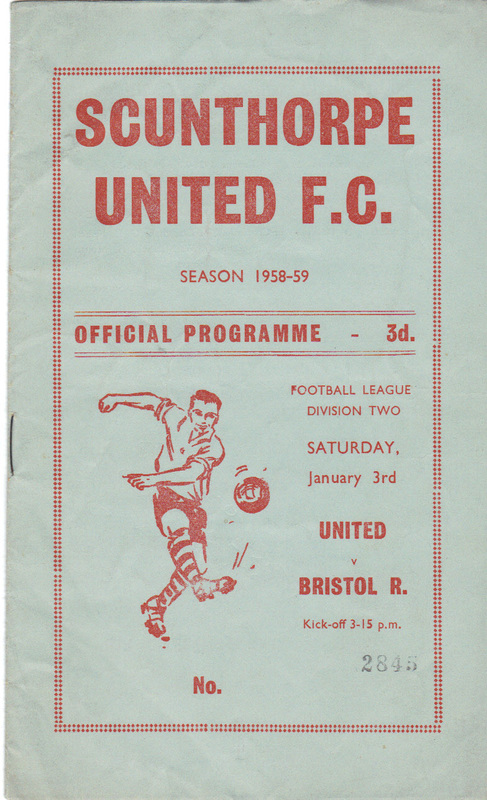 SCUNTHORPE
UNITED F.C.
SEASON 1958-59
OFFICIAL PROGRAMME - 3d.
FOOTBALL LEAGUE
DIVISION TWO
SATURDAY,
January 3rd
UNITED
v
BRISTOL R.
Kick-off 3-15 p.m.
2845
No.